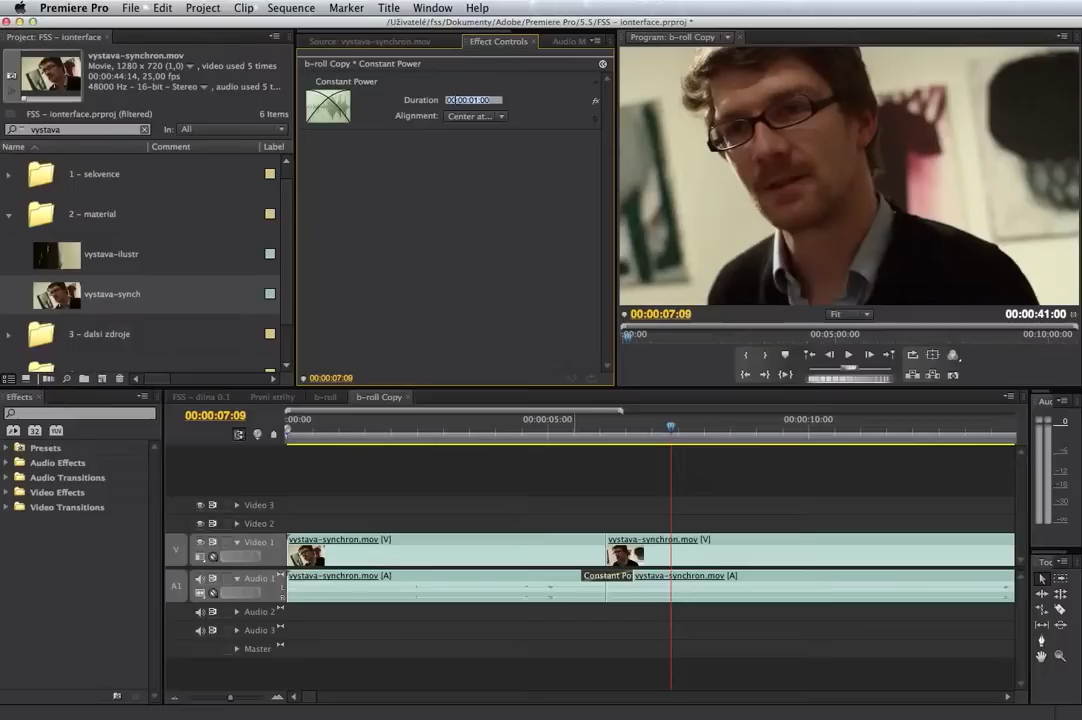 Premiere Pro File Edit Project Clip Sequence Marker Title Window Help
/Uživatelé/fss/Dokumenty/Adobe/Premiere Pro/5.5/FSS - ionterface.prproj *
Project: FSS - ionterface
vystava-synchron.mov
Movie, 1280 x 720 (1,0) , video used 5 times
00:00:44:14, 25,00 fps
48000 Hz - 16-bit - Stereo , audio used 5 times
FSS - ionterface.prproj (filtered) 6 Items
vystava In: All
Name Comment Label
1 - sekvence
2 - material
vystava-ilustr
vystava-synch
3 - dalsi zdroje
Source: vystava-synchron.mov Effect Controls Audio M
b-roll Copy * Constant Power
Constant Power
Duration 00:00:01:00
Alignment: Center at...
00:00:07:09
Program: b-roll Copy
00:00:07:09 Fit 00:00:41:00
00:00 00:05:00:00 00:10:00:00
Effects
32 YUV
Presets
Audio Effects
Audio Transitions
Video Effects
Video Transitions
FSS - dilna 0.1 Prvni strihy b-roll b-roll Copy
00:00:07:09
00:00 00:00:05:00 00:00:10:00
Video 3
Video 2
V Video 1 vystava-synchron.mov [V] vystava-synchron.mov [V]
A1 Audio 1 vystava-synchron.mov [A] Constant Po vystava-synchron.mov [A]
L
R
Audio 2
Audio 3
Master
Auc
0
Too